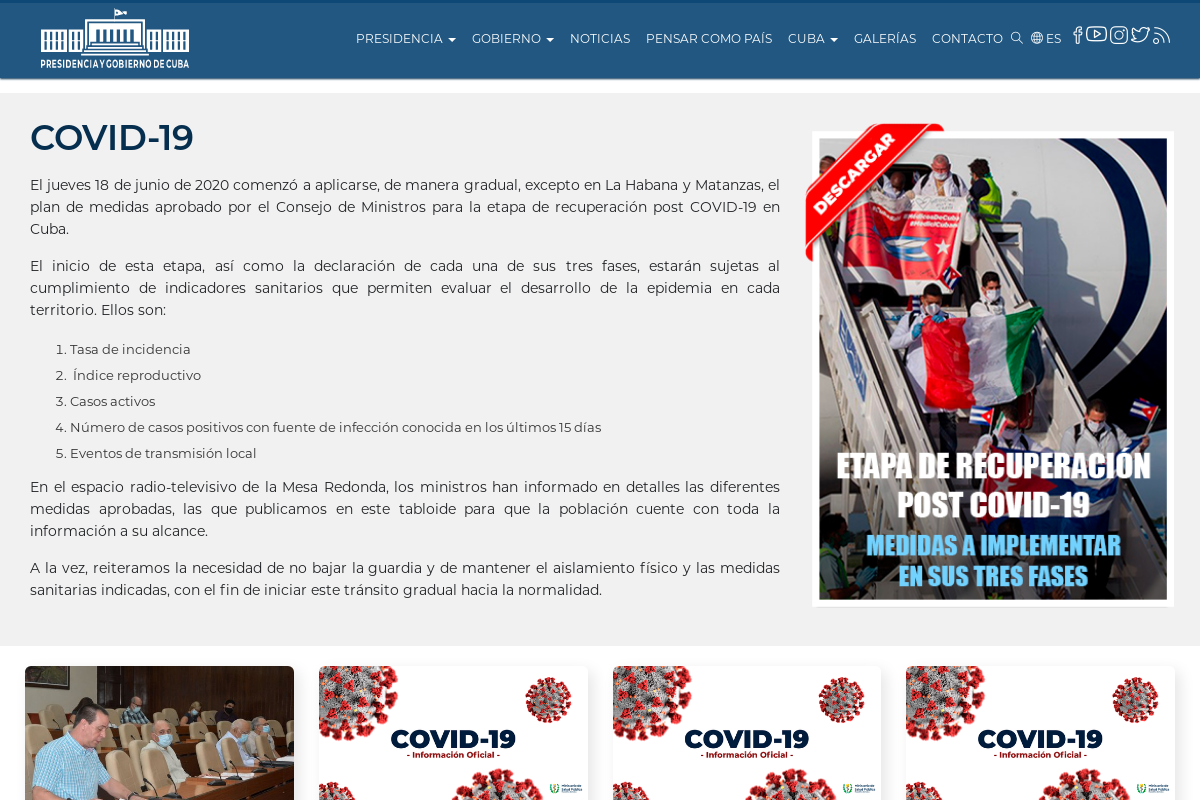 PRESIDENCIA Y GOBIERNO DE CUBA
PRESIDENCIA GOBIERNO NOTICIAS PENSAR COMO PAÍS CUBA GALERÍAS CONTACTO ES
COVID-19
El jueves 18 de junio de 2020 comenzó a aplicarse, de manera gradual, excepto en La Habana y Matanzas, el
plan de medidas aprobado por el Consejo de Ministros para la etapa de recuperación post COVID-19 en
Cuba.
El inicio de esta etapa, así como la declaración de cada una de sus tres fases, estarán sujetas al
cumplimiento de indicadores sanitarios que permiten evaluar el desarrollo de la epidemia en cada
territorio. Ellos son:
1. Tasa de incidencia
2. Índice reproductivo
3. Casos activos
4. Número de casos positivos con fuente de infección conocida en los últimos 15 días
5. Eventos de transmisión local
En el espacio radio-televisivo de la Mesa Redonda, los ministros han informado en detalles las diferentes
medidas aprobadas, las que publicamos en este tabloide para que la población cuente con toda la
información a su alcance.
A la vez, reiteramos la necesidad de no bajar la guardia y de mantener el aislamiento físico y las medidas
sanitarias indicadas, con el fin de iniciar este tránsito gradual hacia la normalidad.
DESCARGAR
ETAPA DE RECUPERACIÓN
POST COVID-19
MEDIDAS A IMPLEMENTAR
EN SUS TRES FASES
COVID-19
- Información Oficial -
COVID-19
- Información Oficial -
COVID-19
- Información Oficial -